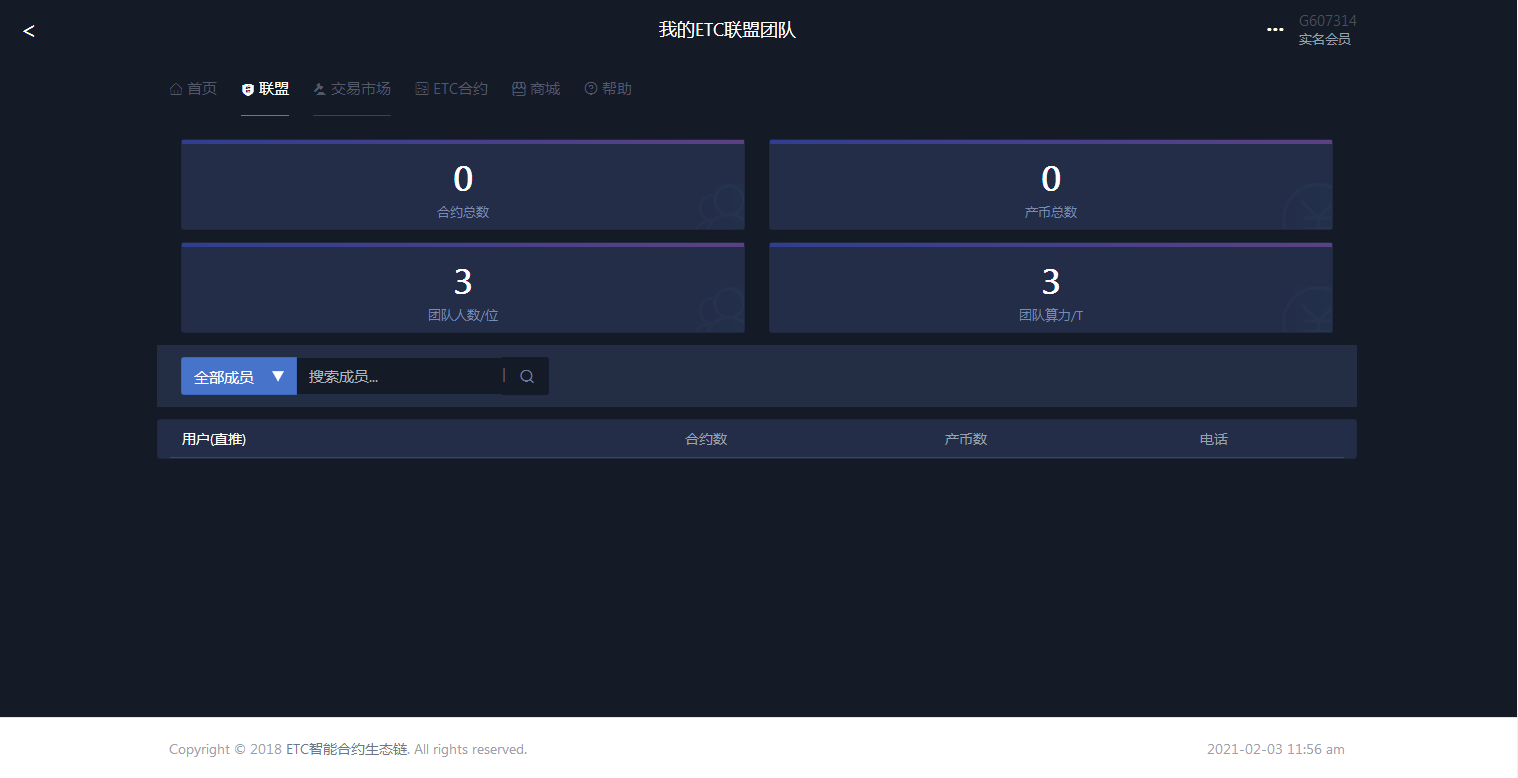 <
我的ETC联盟团队
G607314
实名会员
首页 联盟 交易市场 ETC合约 商城 帮助
0
合约总数
0
产币总数
3
团队人数/位
3
团队算力/T
全部成员 ▼ 搜索成员...
用户(直推) 合约数 产币数 电话
Copyright © 2018 ETC智能合约生态链. All rights reserved. 2021-02-03 11:56 am